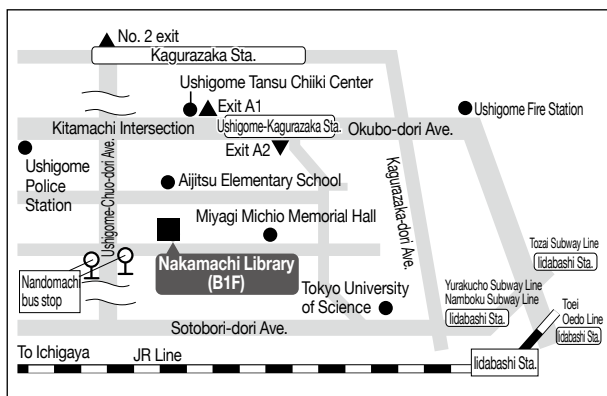 No. 2 exit
Kagurazaka Sta.
Ushigome Tansu Chiiki Center
Exit A1
Ushigome Fire Station
Kitamachi Intersection
Ushigome-Kagurazaka Sta.
Okubo-dori Ave.
Exit A2
Ushigome
Police
Station
Ushigome-Chuo-dori Ave.
Aijitsu Elementary School
Kagurazaka-dori Ave.
Miyagi Michio Memorial Hall
Nakamachi Library
(B1F)
Nandomachi
bus stop
Tokyo University
of Science
Tozai Subway Line
Iidabashi Sta.
Yurakucho Subway Line
Namboku Subway Line
Iidabashi Sta.
Toei
Oedo Line
Iidabashi Sta.
Sotobori-dori Ave.
To Ichigaya
JR Line
Iidabashi Sta.